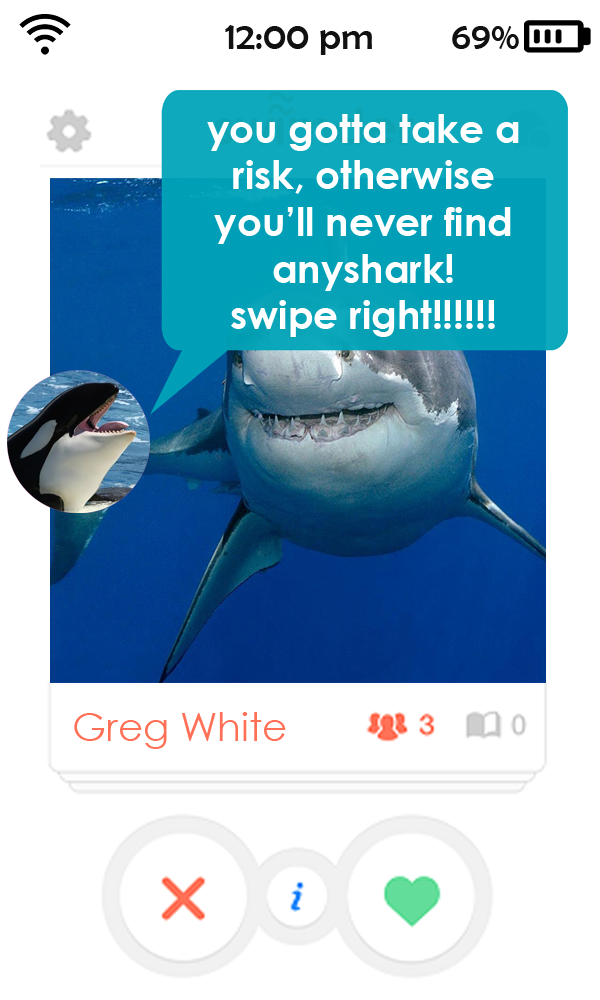 12:00 pm
69%
you gotta take a
risk, otherwise
you'll never find
anyshark!
swipe right!!!!!!
Greg White
3
0
i